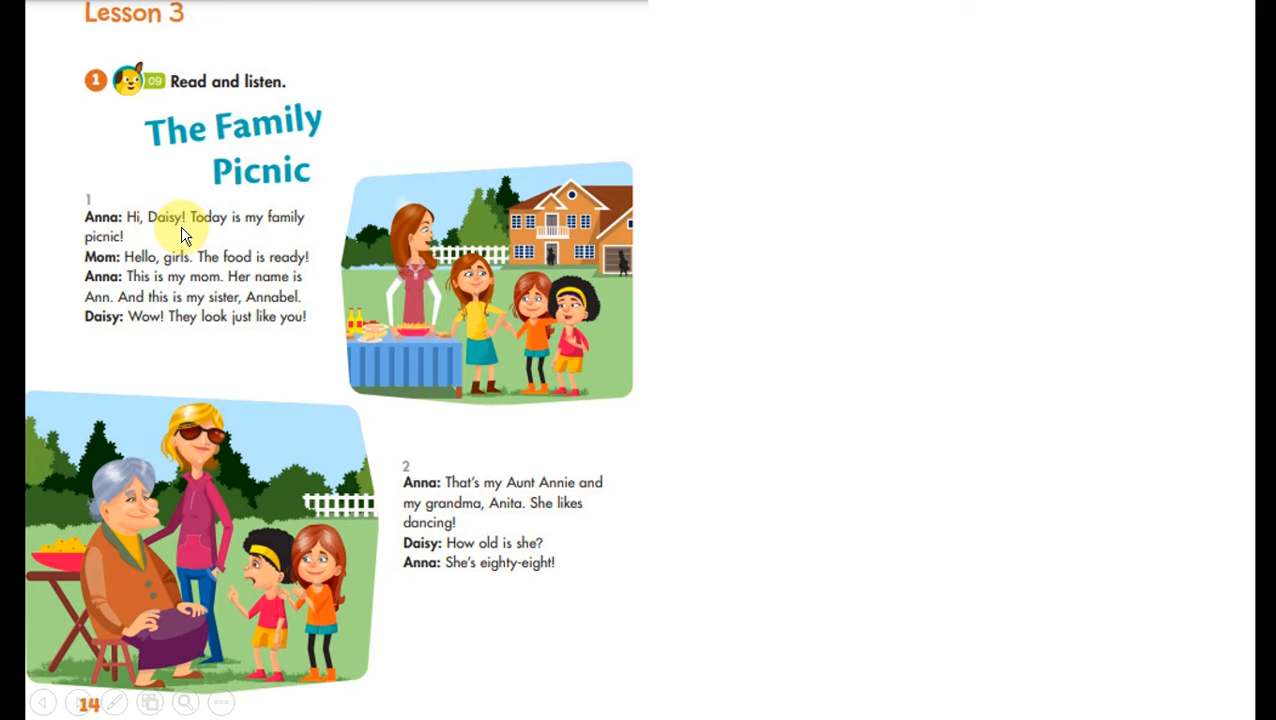 Lesson 3
1 09 Read and listen.
The Family
Picnic
1
Anna: Hi, Daisy! Today is my family
picnic!
Mom: Hello, girls. The food is ready!
Anna: This is my mom. Her name is
Ann. And this is my sister, Annabel.
Daisy: Wow! They look just like you!
2
Anna: That's my Aunt Annie and
my grandma, Anita. She likes
dancing!
Daisy: How old is she?
Anna: She's eighty-eight!
14